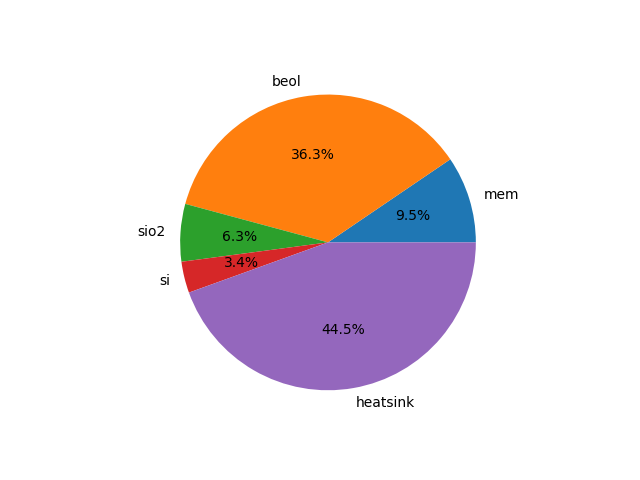 beol
36.3%
mem
9.5%
sio2
6.3%
3.4%
si
44.5%
heatsink